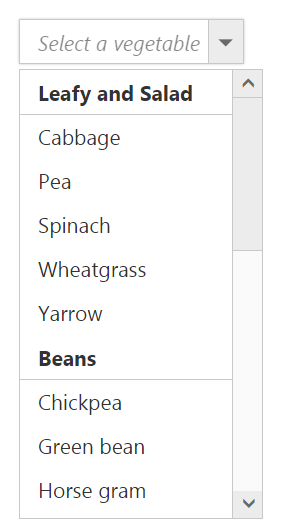 Select a vegetable
Leafy and Salad
Cabbage
Pea
Spinach
Wheatgrass
Yarrow
Beans
Chickpea
Green bean
Horse gram